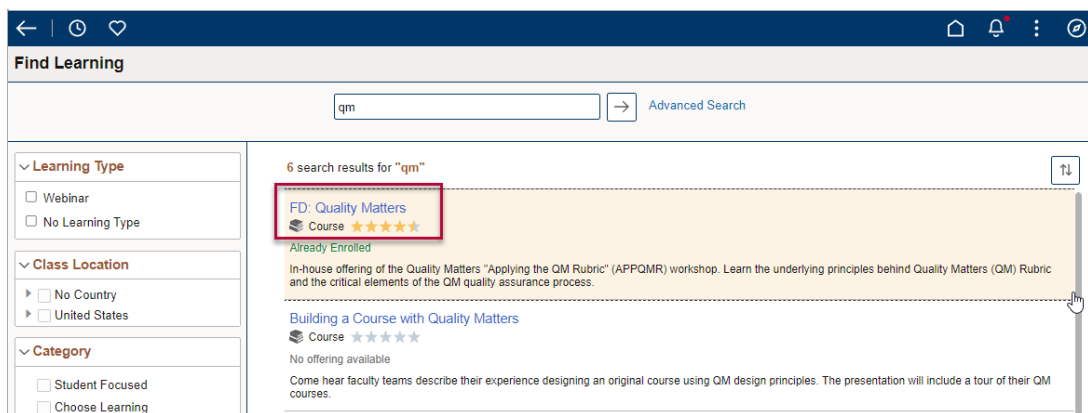 Find Learning
qm
Advanced Search
Learning Type
Webinar
No Learning Type
Class Location
No Country
United States
Category
Student Focused
Choose Learning
6 search results for "qm"
FD: Quality Matters
Course
Already Enrolled
In-house offering of the Quality Matters "Applying the QM Rubric" (APPQMR) workshop. Learn the underlying principles behind Quality Matters (QM) Rubric
and the critical elements of the QM quality assurance process.
Building a Course with Quality Matters
Course
No offering available
Come hear faculty teams describe their experience designing an original course using QM design principles. The presentation will include a tour of their QM
courses.